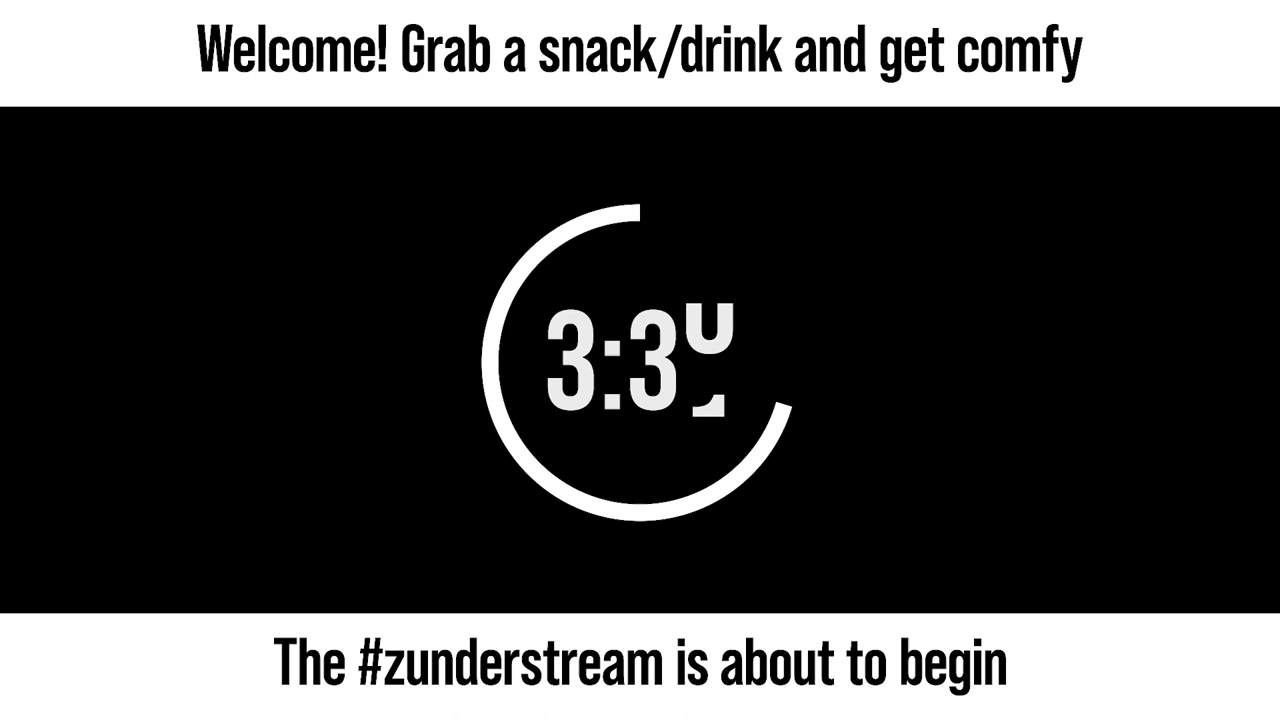 Welcome! Grab a snack/drink and get comfy
3:3
The #zunderstream is about to begin